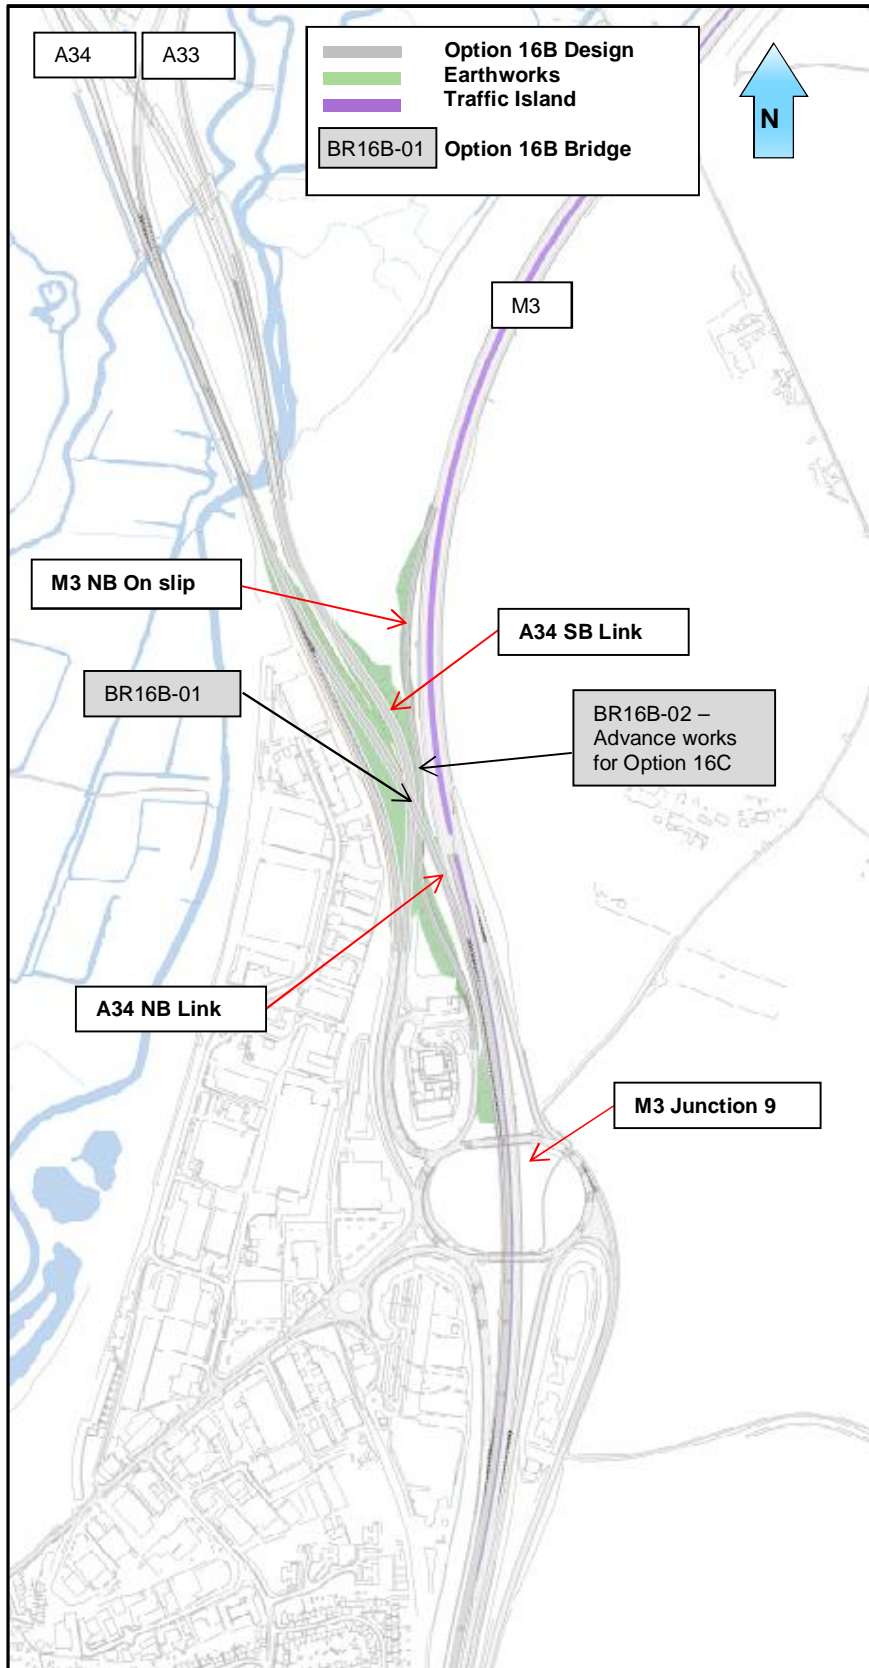 A34
A33
Option 16B Design
Earthworks
Traffic Island
BR16B-01
Option 16B Bridge
N
M3
M3 NB On slip
A34 SB Link
BR16B-01
BR16B-02 –
Advance works
for Option 16C
A34 NB Link
M3 Junction 9